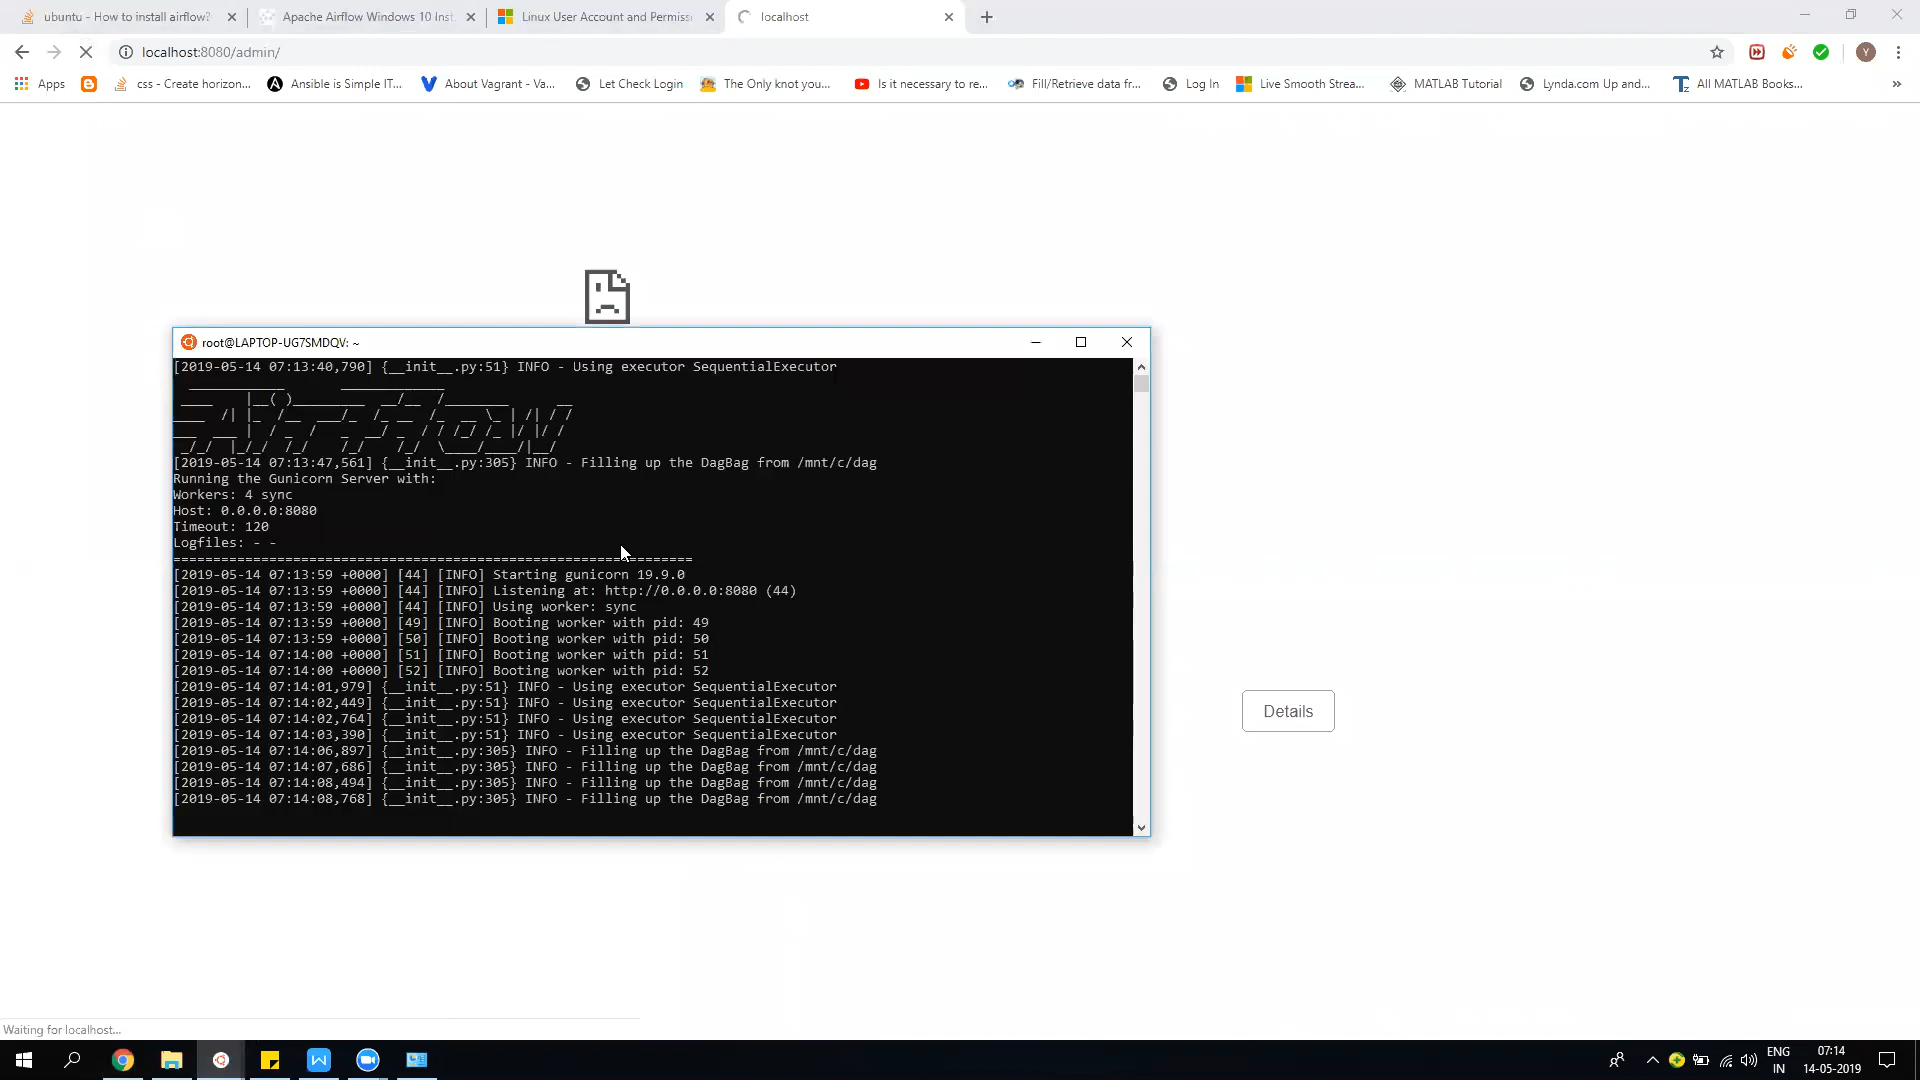 ubuntu - How to install airflow?
Apache Airflow Windows 10 Inst
Linux User Account and Permiss
localhost
localhost:8080/admin/
Y
Apps
css - Create horizon...
Ansible is Simple IT...
About Vagrant - Va...
Let Check Login
The Only knot you...
Is it necessary to re...
Fill/Retrieve data fr...
Log In
Live Smooth Strea...
MATLAB Tutorial
Lynda.com Up and...
All MATLAB Books...
»
root@LAPTOP-UG7SMDQV: ~
[2019-05-14 07:13:40,790] {__init__.py:51} INFO - Using executor SequentialExecutor
Airflow
[2019-05-14 07:13:47,561] {__init__.py:305} INFO - Filling up the DagBag from /mnt/c/dag
Running the Gunicorn Server with:
Workers: 4 sync
Host: 0.0.0.0:8080
Timeout: 120
Logfiles: - -
=================================================================
[2019-05-14 07:13:59 +0000] [44] [INFO] Starting gunicorn 19.9.0
[2019-05-14 07:13:59 +0000] [44] [INFO] Listening at: http://0.0.0.0:8080 (44)
[2019-05-14 07:13:59 +0000] [44] [INFO] Using worker: sync
[2019-05-14 07:13:59 +0000] [49] [INFO] Booting worker with pid: 49
[2019-05-14 07:13:59 +0000] [50] [INFO] Booting worker with pid: 50
[2019-05-14 07:14:00 +0000] [51] [INFO] Booting worker with pid: 51
[2019-05-14 07:14:00 +0000] [52] [INFO] Booting worker with pid: 52
[2019-05-14 07:14:01,979] {__init__.py:51} INFO - Using executor SequentialExecutor
[2019-05-14 07:14:02,449] {__init__.py:51} INFO - Using executor SequentialExecutor
[2019-05-14 07:14:02,764] {__init__.py:51} INFO - Using executor SequentialExecutor
[2019-05-14 07:14:03,390] {__init__.py:51} INFO - Using executor SequentialExecutor
[2019-05-14 07:14:06,897] {__init__.py:305} INFO - Filling up the DagBag from /mnt/c/dag
[2019-05-14 07:14:07,686] {__init__.py:305} INFO - Filling up the DagBag from /mnt/c/dag
[2019-05-14 07:14:08,494] {__init__.py:305} INFO - Filling up the DagBag from /mnt/c/dag
[2019-05-14 07:14:08,768] {__init__.py:305} INFO - Filling up the DagBag from /mnt/c/dag
Details
Waiting for localhost...
ENG
IN
07:14
14-05-2019